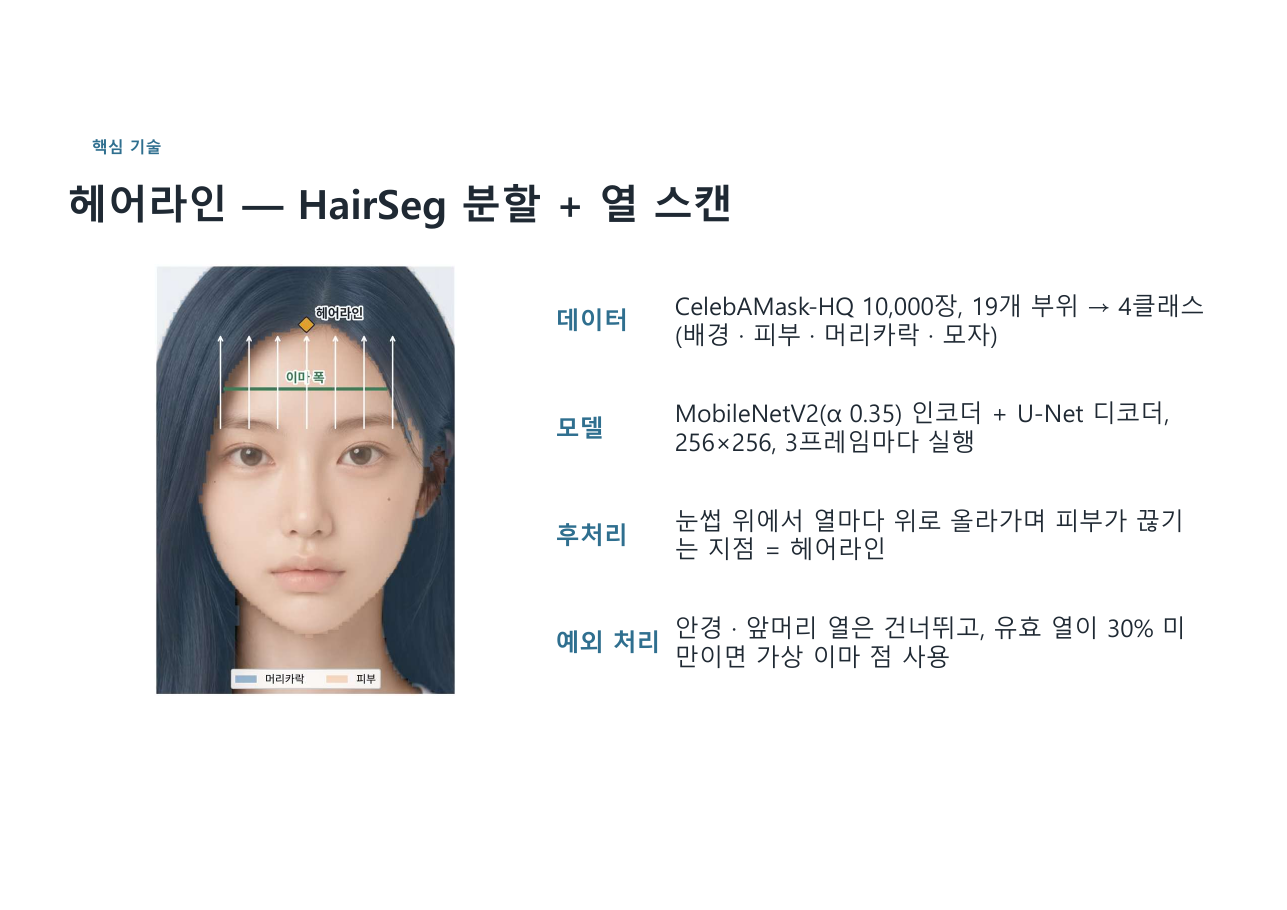 핵심 기술
헤어라인 — HairSeg 분할 + 열 스캔
헤어라인
이마 폭
머리카락 피부
데이터
CelebAMask-HQ 10,000장, 19개 부위 → 4클래스
(배경 · 피부 · 머리카락 · 모자)
모델
MobileNetV2(α 0.35) 인코더 + U-Net 디코더,
256×256, 3프레임마다 실행
후처리
눈썹 위에서 열마다 위로 올라가며 피부가 끊기
는 지점 = 헤어라인
예외 처리
안경 · 앞머리 열은 건너뛰고, 유효 열이 30% 미
만이면 가상 이마 점 사용